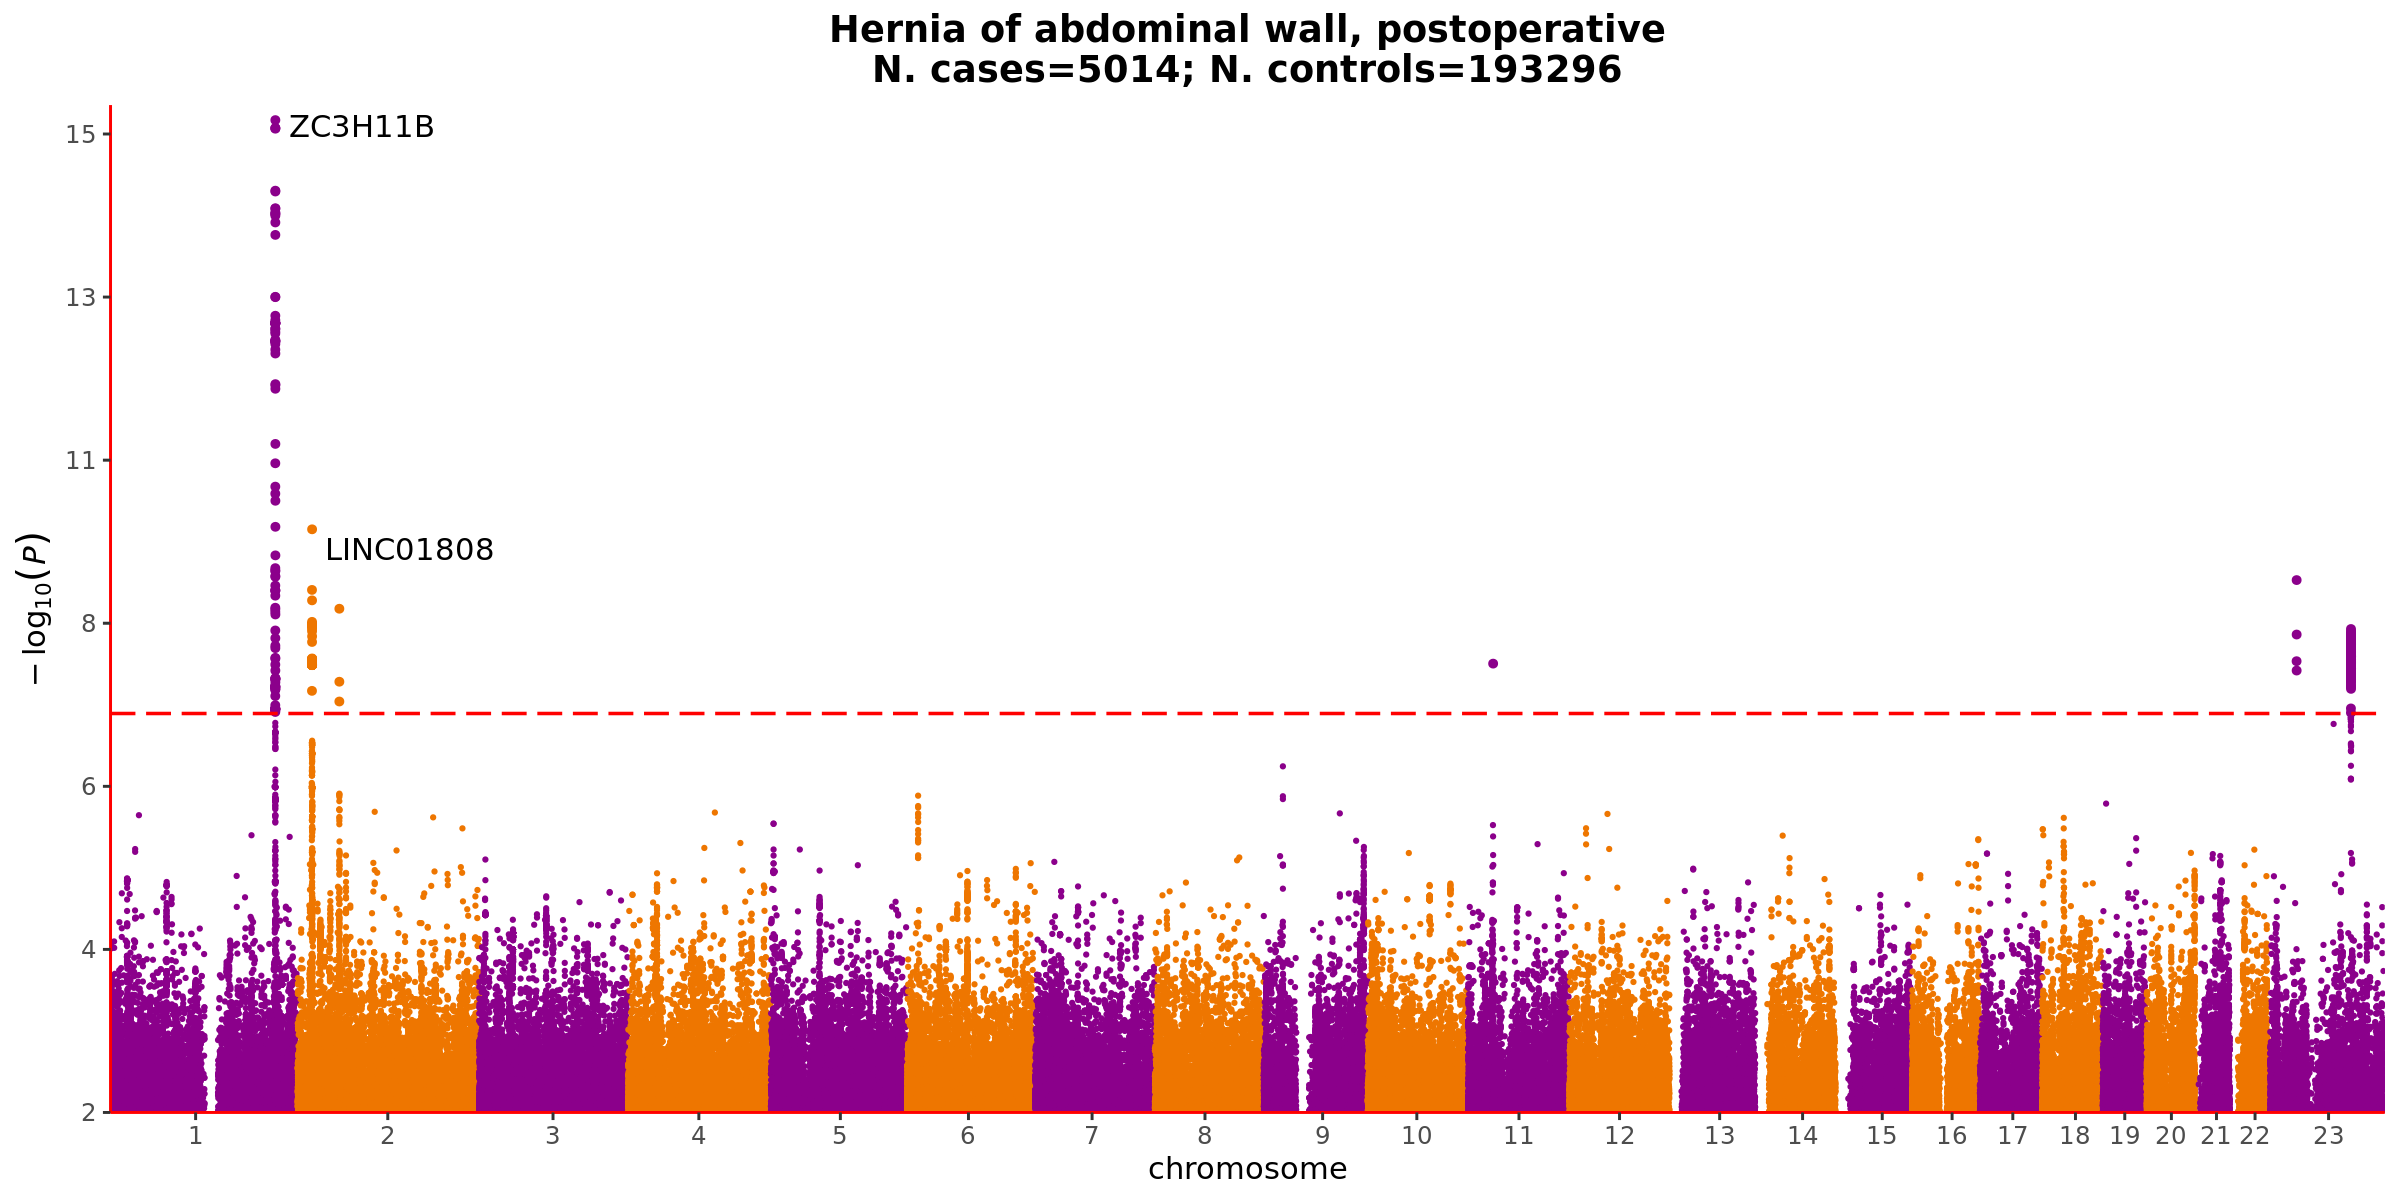 Hernia of abdominal wall, postoperative
N. cases=5014; N. controls=193296
15
ZC3H11B
13
11
LINC01808
8
6
4
2
−log10(P)
1 2 3 4 5 6 7 8 9 10 11 12 13 14 15 16 17 18 19 20 21 22 23
chromosome